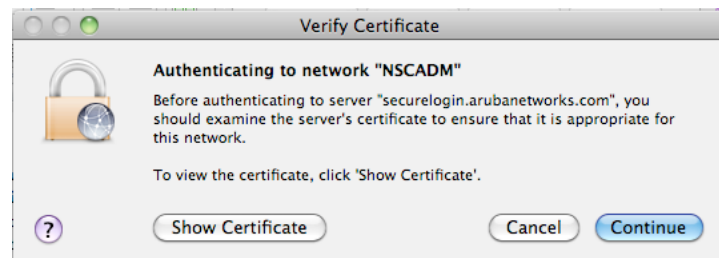 Verify Certificate
Authenticating to network "NSCADM"
Before authenticating to server "securelogin.arubanetworks.com", you
should examine the server's certificate to ensure that it is appropriate for
this network.
To view the certificate, click 'Show Certificate'.
?
Show Certificate
Cancel
Continue